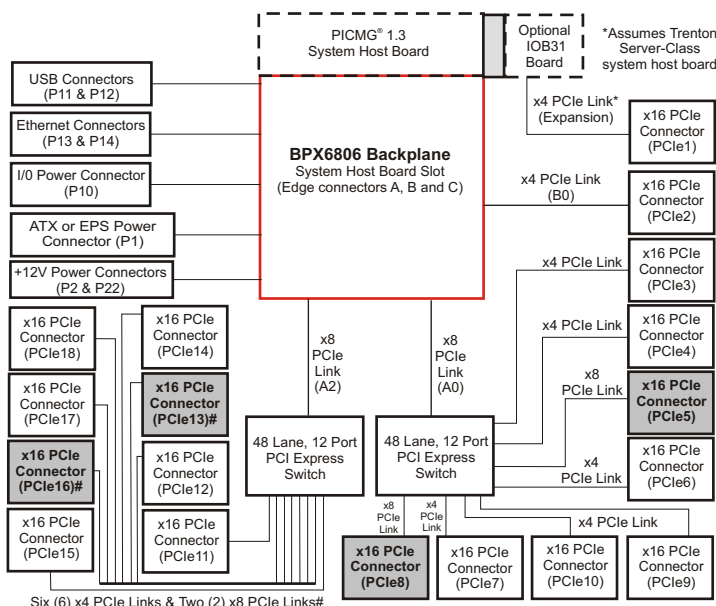 PICMG® 1.3
System Host Board
Optional
IOB31
Board
*Assumes Trenton
Server-Class
system host board
USB Connectors
(P11 & P12)
Ethernet Connectors
(P13 & P14)
I/0 Power Connector
(P10)
ATX or EPS Power
Connector (P1)
+12V Power Connectors
(P2 & P22)
BPX6806 Backplane
System Host Board Slot
(Edge connectors A, B and C)
x4 PCIe Link*
(Expansion)
x16 PCIe
Connector
(PCIe1)
x4 PCIe Link
(B0)
x16 PCIe
Connector
(PCIe2)
x4 PCIe Link
x16 PCIe
Connector
(PCIe3)
x4 PCIe Link
x16 PCIe
Connector
(PCIe4)
x8
PCIe Link
x16 PCIe
Connector
(PCIe5)
x4
PCIe Link
x16 PCIe
Connector
(PCIe6)
x8
PCIe
Link
(A2)
x8
PCIe
Link
(A0)
x16 PCIe
Connector
(PCIe18)
x16 PCIe
Connector
(PCIe14)
x16 PCIe
Connector
(PCIe17)
x16 PCIe
Connector
(PCIe13)#
x16 PCIe
Connector
(PCIe16)#
x16 PCIe
Connector
(PCIe12)
x16 PCIe
Connector
(PCIe15)
x16 PCIe
Connector
(PCIe11)
48 Lane, 12 Port
PCI Express
Switch
48 Lane, 12 Port
PCI Express
Switch
x8
PCIe
Link
x4
PCIe
Link
x4 PCIe Link
x16 PCIe
Connector
(PCIe8)
x16 PCIe
Connector
(PCIe7)
x16 PCIe
Connector
(PCIe10)
x16 PCIe
Connector
(PCIe9)
Six (6) x4 PCIe Links & Two (2) x8 PCIe Links#